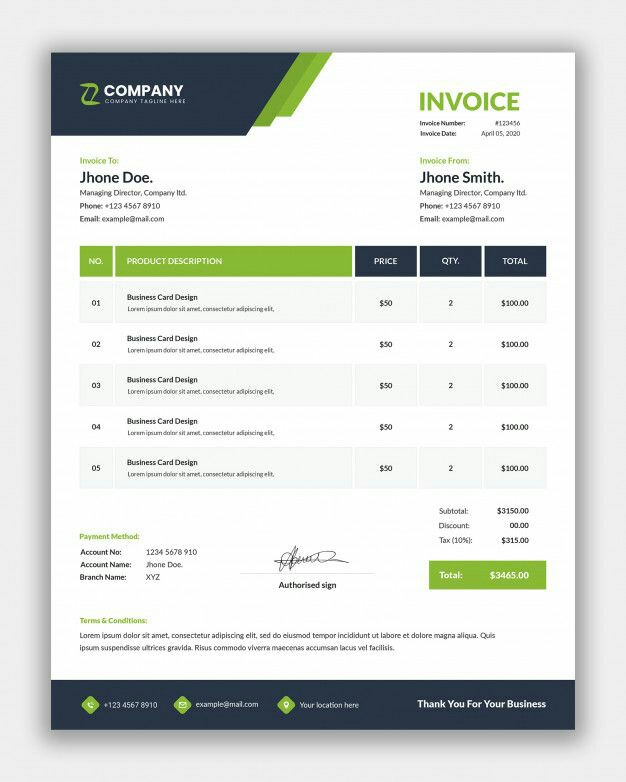 COMPANY
COMPANY TAGLINE HERE
INVOICE
Invoice Number: #123456
Invoice Date: April 05, 2020
Invoice To:
Jhone Doe.
Managing Director, Company ltd.
Phone: +123 4567 8910
Email: example@mail.com
Invoice From:
Jhone Smith.
Managing Director, Company ltd.
Phone: +123 4567 8910
Email: example@mail.com
NO. PRODUCT DESCRIPTION PRICE QTY. TOTAL
01 Business Card Design $50 2 $100.00
Lorem ipsum dolor sit amet, consectetur adipiscing elit,
02 Business Card Design $50 2 $100.00
Lorem ipsum dolor sit amet, consectetur adipiscing elit,
03 Business Card Design $50 2 $100.00
Lorem ipsum dolor sit amet, consectetur adipiscing elit,
04 Business Card Design $50 2 $100.00
Lorem ipsum dolor sit amet, consectetur adipiscing elit,
05 Business Card Design $50 2 $100.00
Lorem ipsum dolor sit amet, consectetur adipiscing elit,
Subtotal: $3150.00
Discount: 00.00
Tax (10%): $315.00
Total: $3465.00
Payment Method:
Account No: 1234 5678 910
Account Name: Jhone Doe.
Branch Name: XYZ
Authorised sign
Terms & Conditions:
Lorem ipsum dolor sit amet, consectetur adipiscing elit, sed do eiusmod tempor incididunt ut labore et dolore magna aliqua. Quis
ipsum suspendisse ultrices gravida. Risus commodo viverra maecenas accumsan lacus vel facilisis.
+123 4567 8910 example@mail.com Your location here Thank You For Your Business